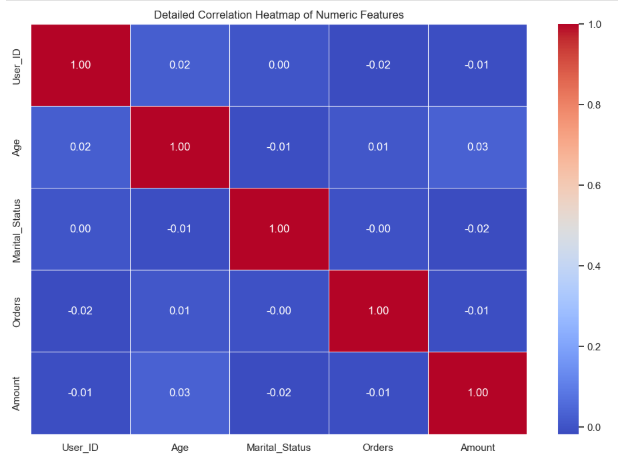 Detailed Correlation Heatmap of Numeric Features
User_ID 1.00 0.02 0.00 -0.02 -0.01
Age 0.02 1.00 -0.01 0.01 0.03
Marital_Status 0.00 -0.01 1.00 -0.00 -0.02
Orders -0.02 0.01 -0.00 1.00 -0.01
Amount -0.01 0.03 -0.02 -0.01 1.00
User_ID Age Marital_Status Orders Amount
1.0
0.8
0.6
0.4
0.2
0.0